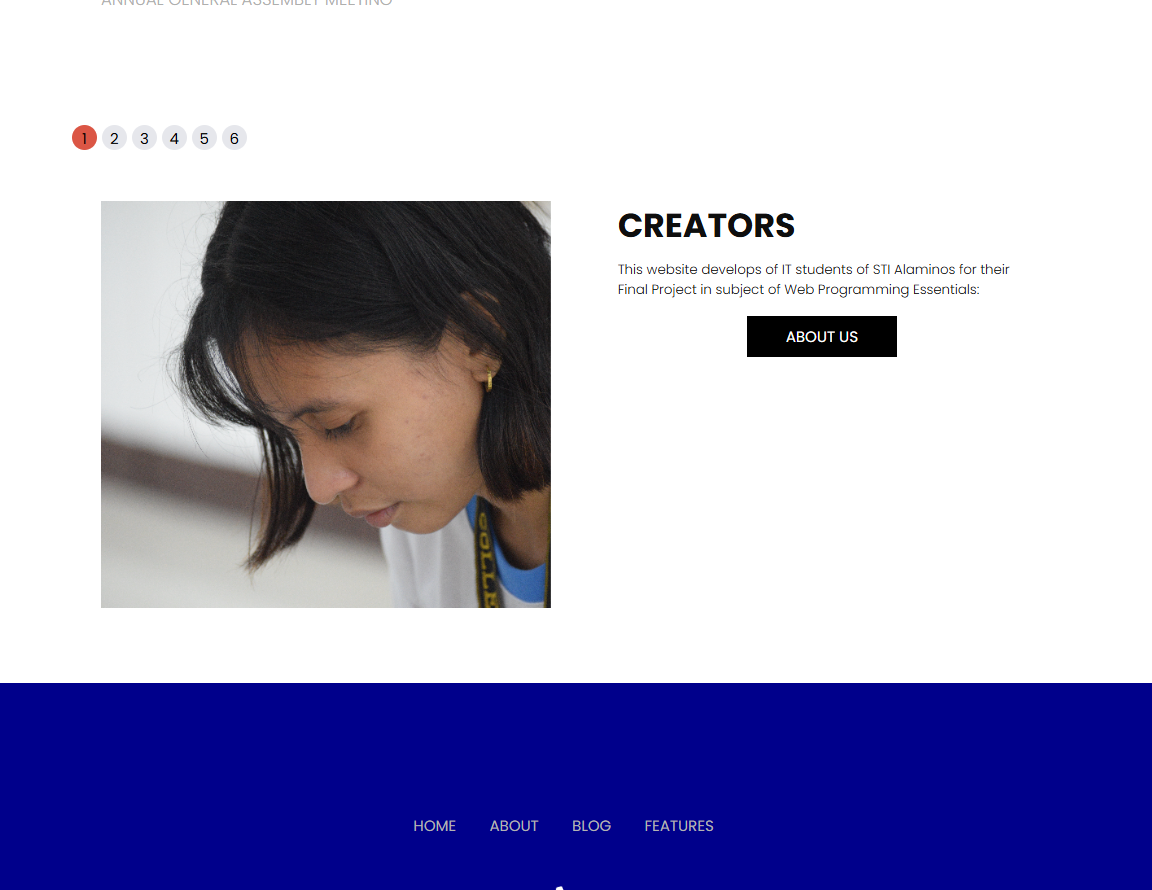 ANNUAL GENERAL ASSEMBLY MEETING
1 2 3 4 5 6
CREATORS
This website develops of IT students of STI Alaminos for their
Final Project in subject of Web Programming Essentials:
ABOUT US
COLLE
HOME ABOUT BLOG FEATURES